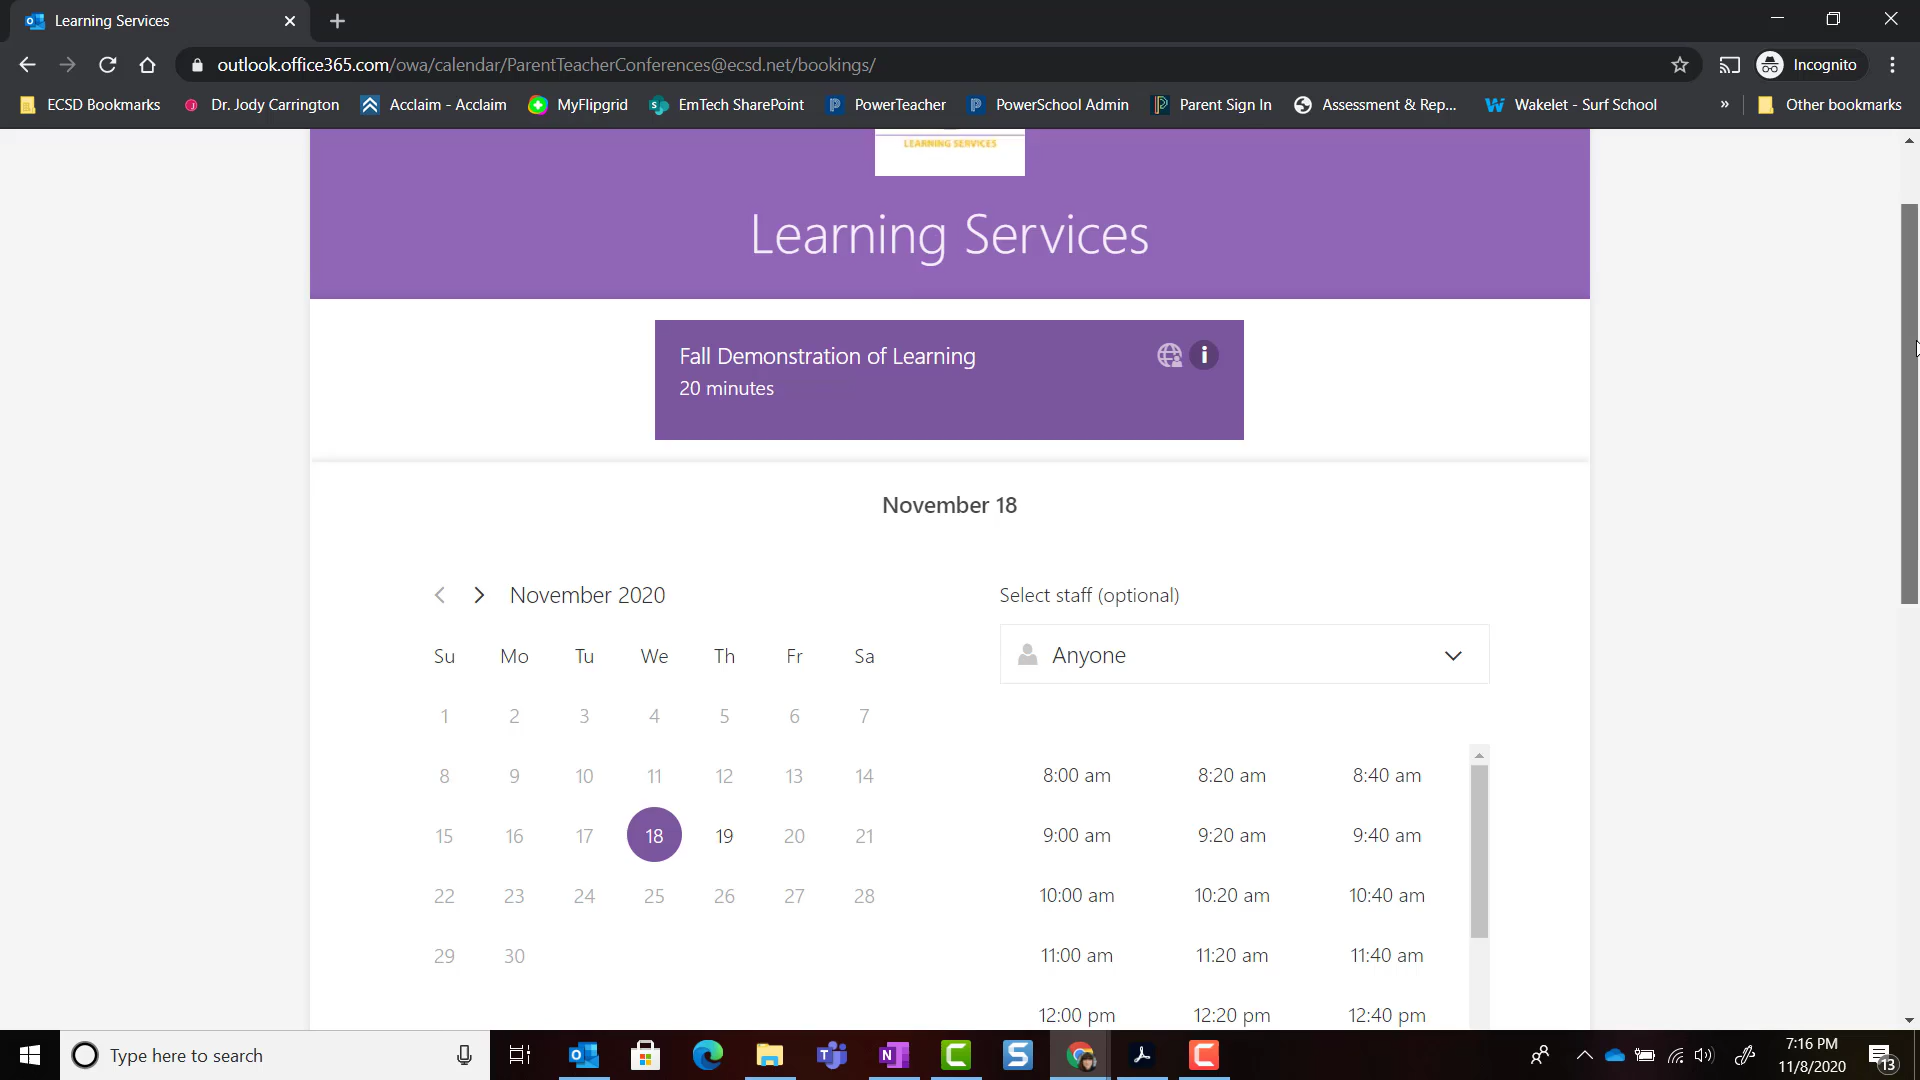 Learning Services
outlook.office365.com/owa/calendar/ParentTeacherConferences@ecsd.net/bookings/
Incognito
ECSD Bookmarks Dr. Jody Carrington Acclaim - Acclaim MyFlipgrid EmTech SharePoint PowerTeacher PowerSchool Admin Parent Sign In Assessment & Rep... Wakelet - Surf School » Other bookmarks
LEARNING SERVICES
Learning Services
Fall Demonstration of Learning
20 minutes
November 18
November 2020
Su Mo Tu We Th Fr Sa
1 2 3 4 5 6 7
8 9 10 11 12 13 14
15 16 17 18 19 20 21
22 23 24 25 26 27 28
29 30
Select staff (optional)
Anyone
8:00 am 8:20 am 8:40 am
9:00 am 9:20 am 9:40 am
10:00 am 10:20 am 10:40 am
11:00 am 11:20 am 11:40 am
12:00 pm 12:20 pm 12:40 pm
Type here to search
7:16 PM
11/8/2020
13